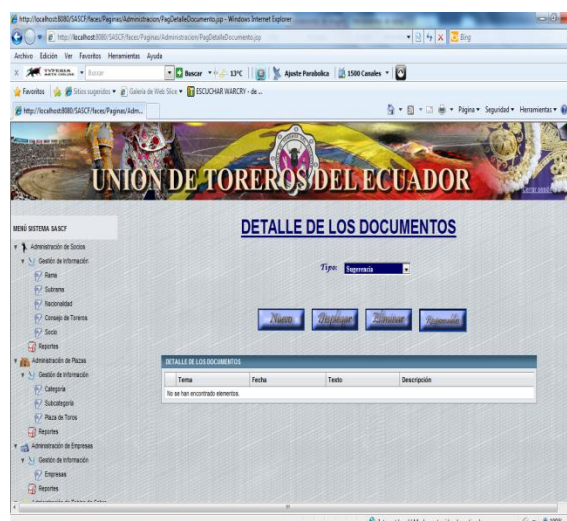 http://localhost:8080/SASCF/faces/Paginas/Administracion/PagDetalleDocumento.jsp - Windows Internet Explorer
http://localhost:8080/SASCF/faces/Paginas/Administracion/PagDetalleDocumento.jsp
Bing
Archivo Edición Ver Favoritos Herramientas Ayuda
Buscar
Buscar
13°C
Ajuste Parabolica
1500 Canales
Favoritos
Sitios sugeridos
Galería de Web Slice
ESCUCHAR WARCRY - de ...
http://localhost:8080/SASCF/faces/Paginas/Adm...
Página
Seguridad
Herramientas
UNION DE TOREROS DEL ECUADOR
Cerrar sesión
MENÚ SISTEMA SASCF
DETALLE DE LOS DOCUMENTOS
Administración de Socios
Gestión de Información
Rama
Subrama
Nacionalidad
Consejo de Toreros
Socio
Reportes
Administración de Plazas
Gestión de Información
Categoría
Subcategoría
Plaza de Toros
Reportes
Administración de Empresas
Gestión de Información
Empresas
Reportes
Tipo: Sugerencia
Nuevo
Desplegar
Eliminar
DETALLE DE LOS DOCUMENTOS
Tema Fecha Texto Descripción
No se han encontrado elementos.